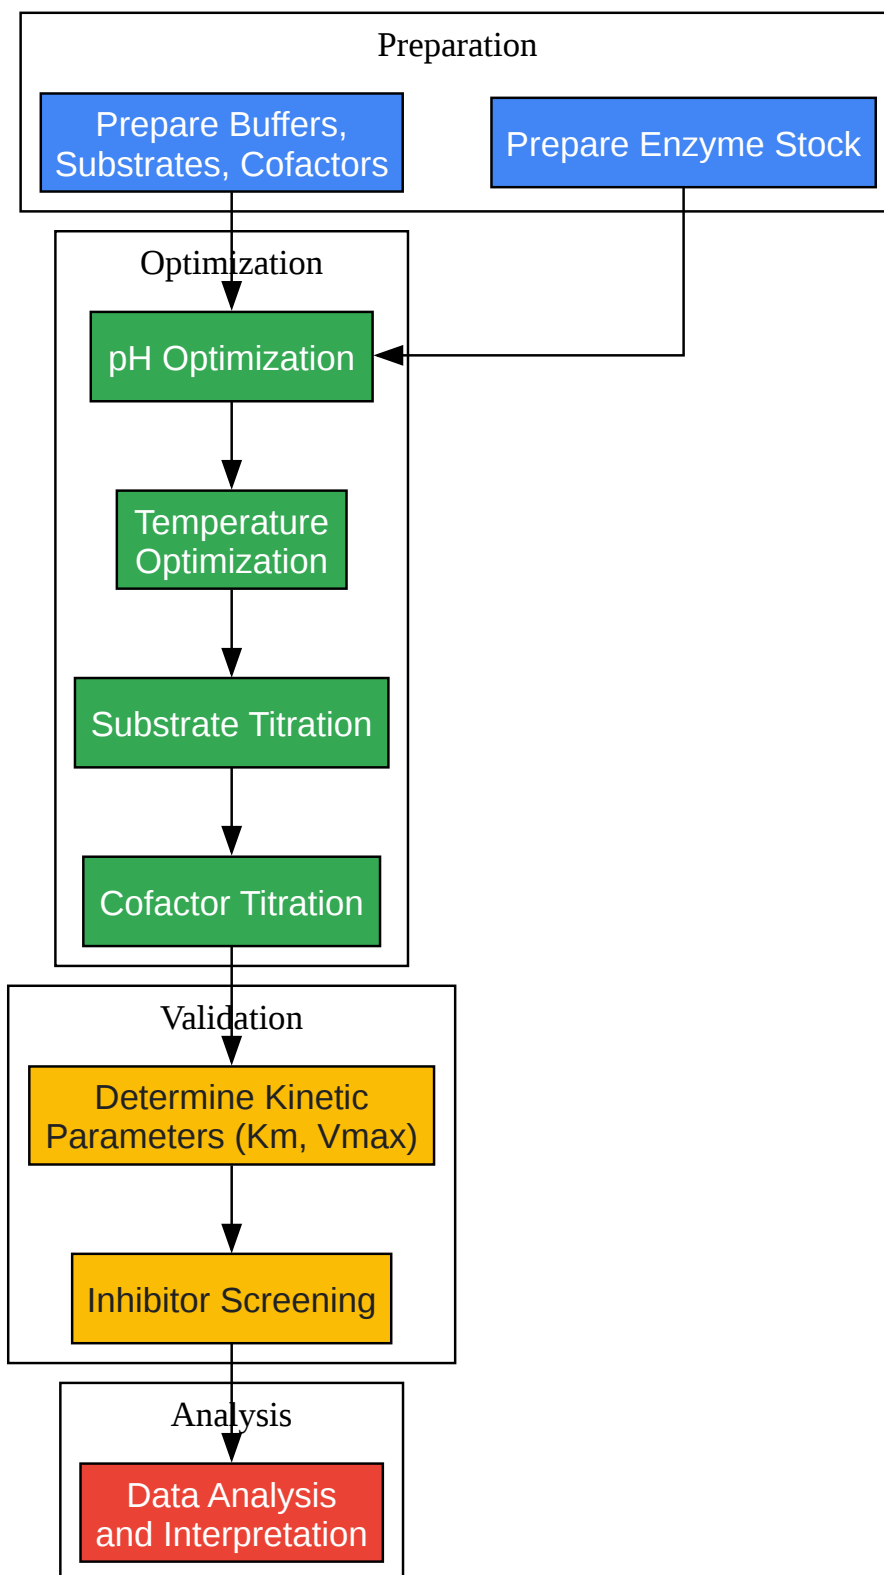 Preparation
Prepare Buffers,
Substrates, Cofactors
Prepare Enzyme Stock
Optimization
pH Optimization
Temperature
Optimization
Substrate Titration
Cofactor Titration
Validation
Determine Kinetic
Parameters (Km, Vmax)
Inhibitor Screening
Analysis
Data Analysis
and Interpretation